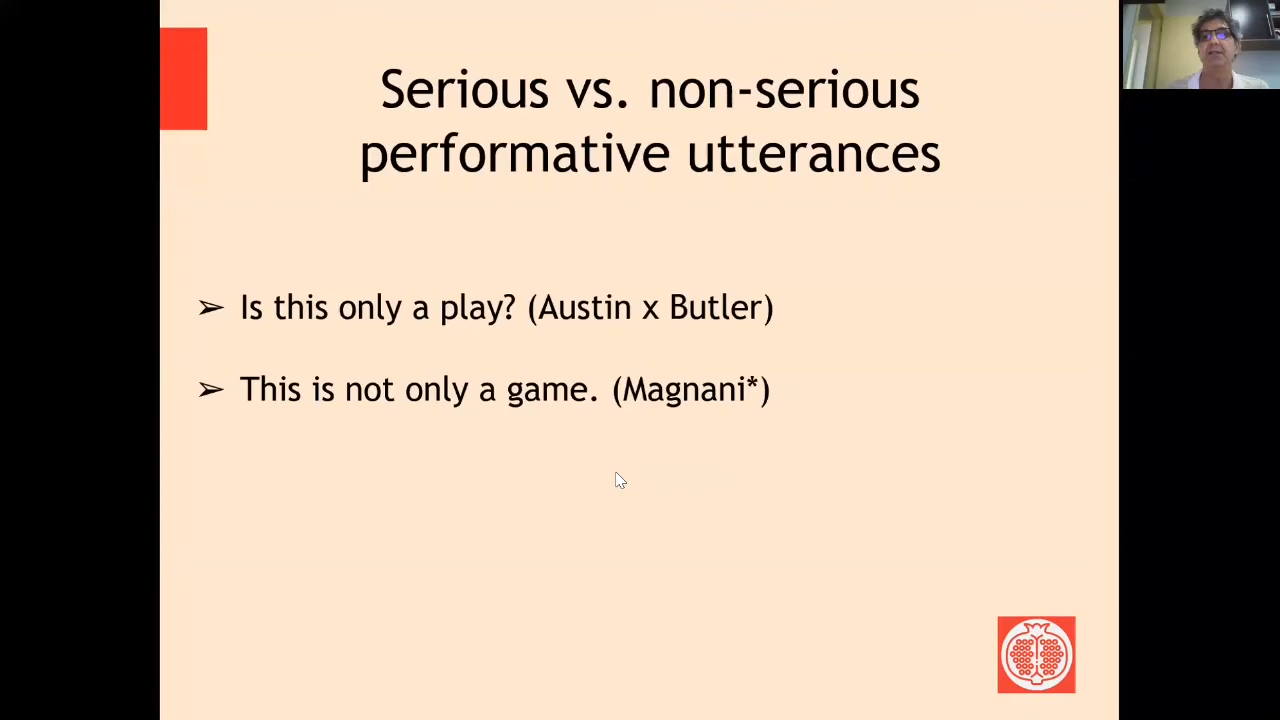 Serious vs. non-serious
performative utterances
➢ Is this only a play? (Austin x Butler)
➢ This is not only a game. (Magnani*)